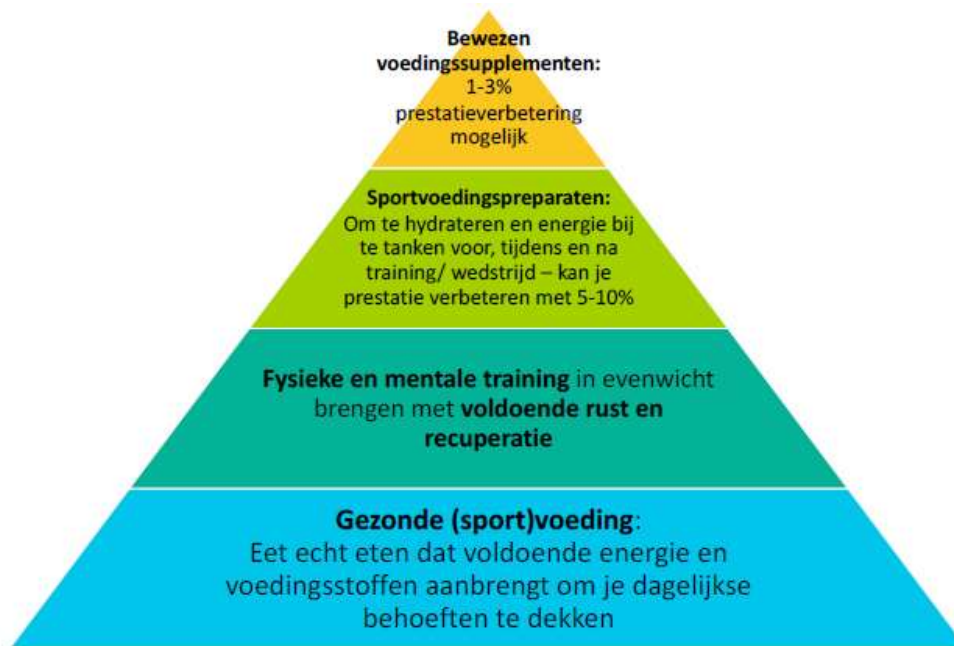 Bewezen
voedingssupplementen:
1-3%
prestatieverbetering
mogelijk
Sportvoedingspreparaten:
Om te hydrateren en energie bij
te tanken voor, tijdens en na
training/ wedstrijd – kan je
prestatie verbeteren met 5-10%
Fysieke en mentale training in evenwicht
brengen met voldoende rust en
recuperatie
Gezonde (sport)voeding:
Eet echt eten dat voldoende energie en
voedingsstoffen aanbrengt om je dagelijkse
behoeften te dekken